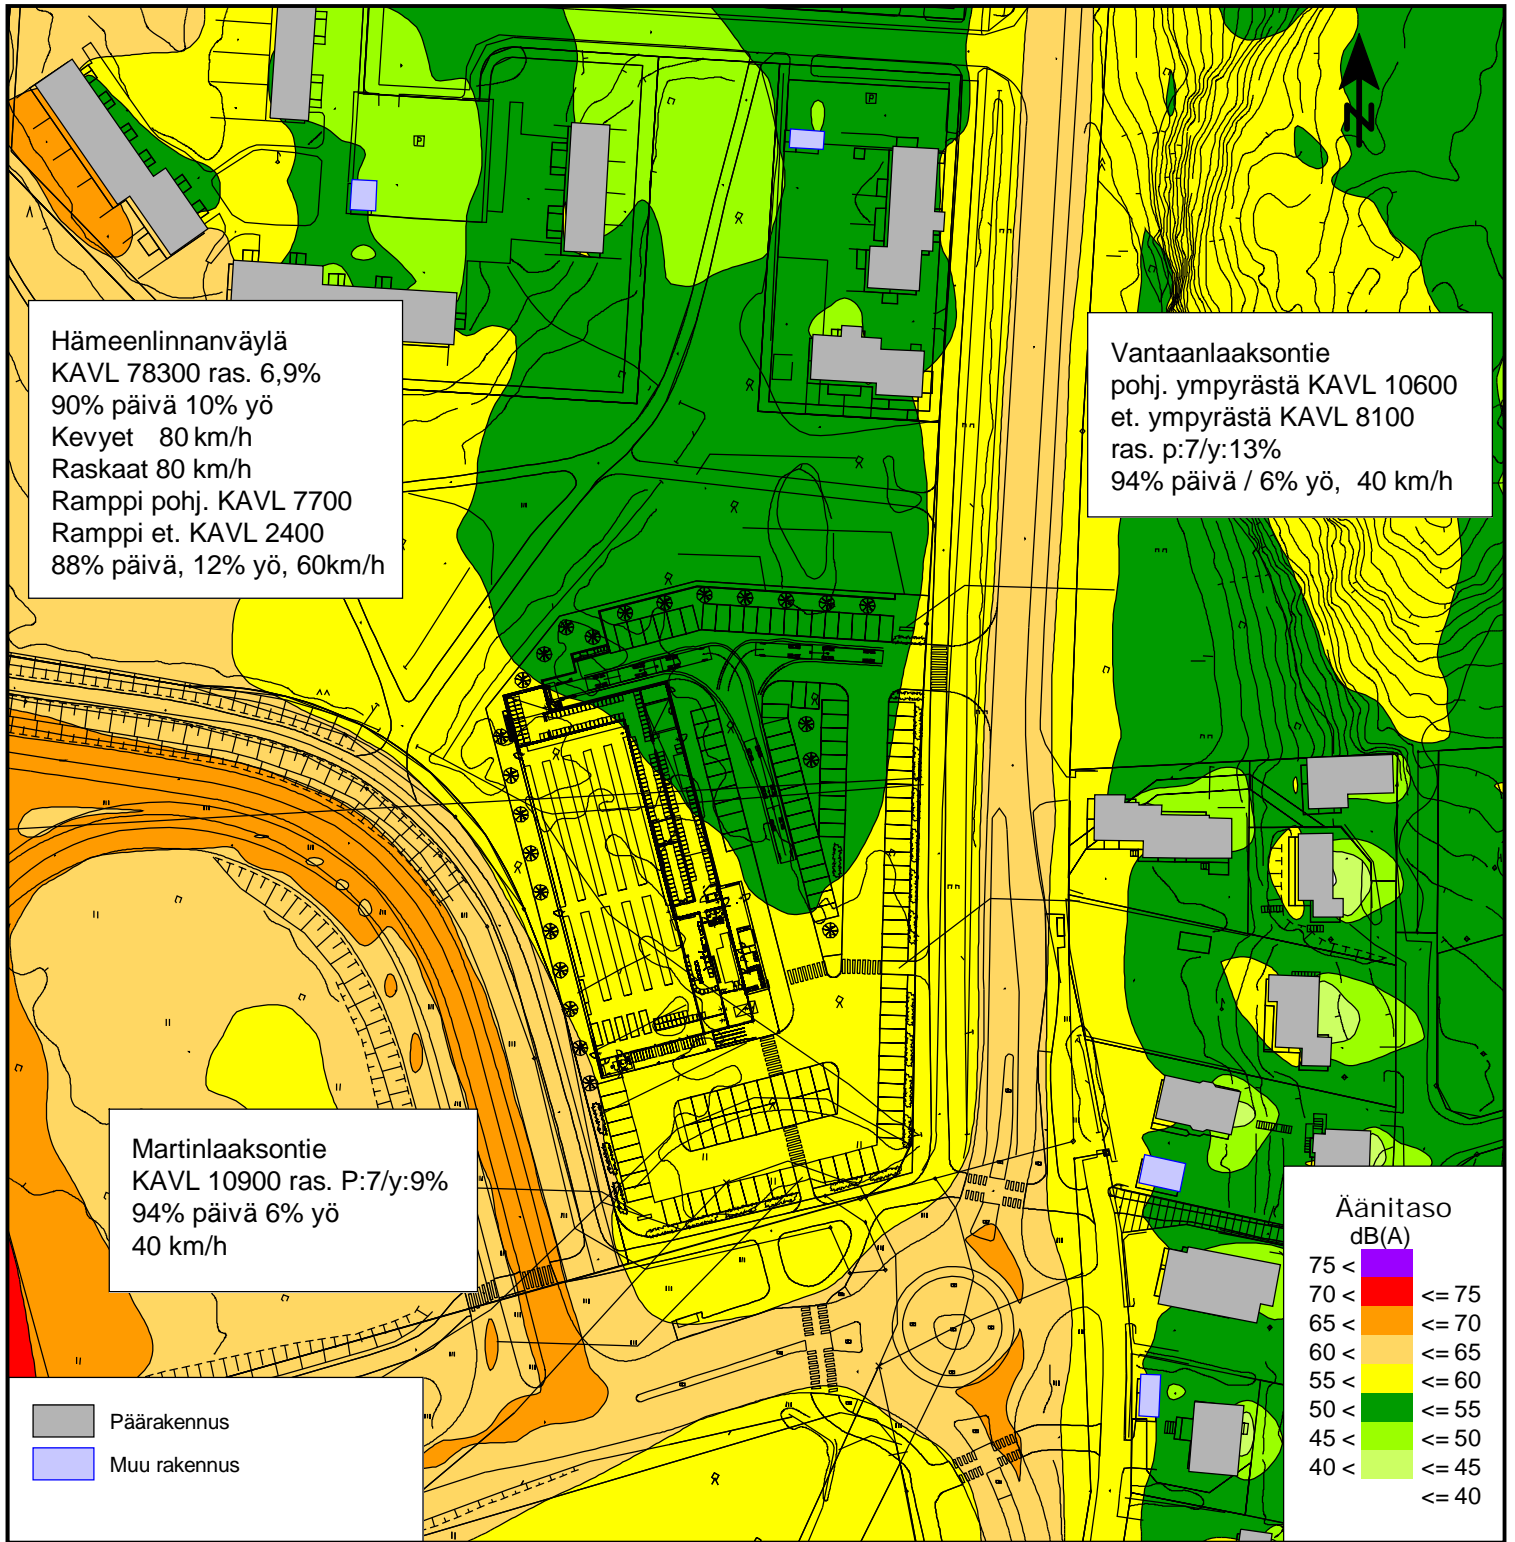 P
P
N
Hämeenlinnanväylä
KAVL 78300 ras. 6,9%
90% päivä 10% yö
Kevyet 80 km/h
Raskaat 80 km/h
Ramppi pohj. KAVL 7700
Ramppi et. KAVL 2400
88% päivä, 12% yö, 60km/h
Vantaanlaaksontie
pohj. ympyrästä KAVL 10600
et. ympyrästä KAVL 8100
ras. p:7/y:13%
94% päivä / 6% yö, 40 km/h
Martinlaaksontie
KAVL 10900 ras. P:7/y:9%
94% päivä 6% yö
40 km/h
Päärakennus
Muu rakennus
Äänitaso
dB(A)
75 <
70 < <= 75
65 < <= 70
60 < <= 65
55 < <= 60
50 < <= 55
45 < <= 50
40 < <= 45
<= 40